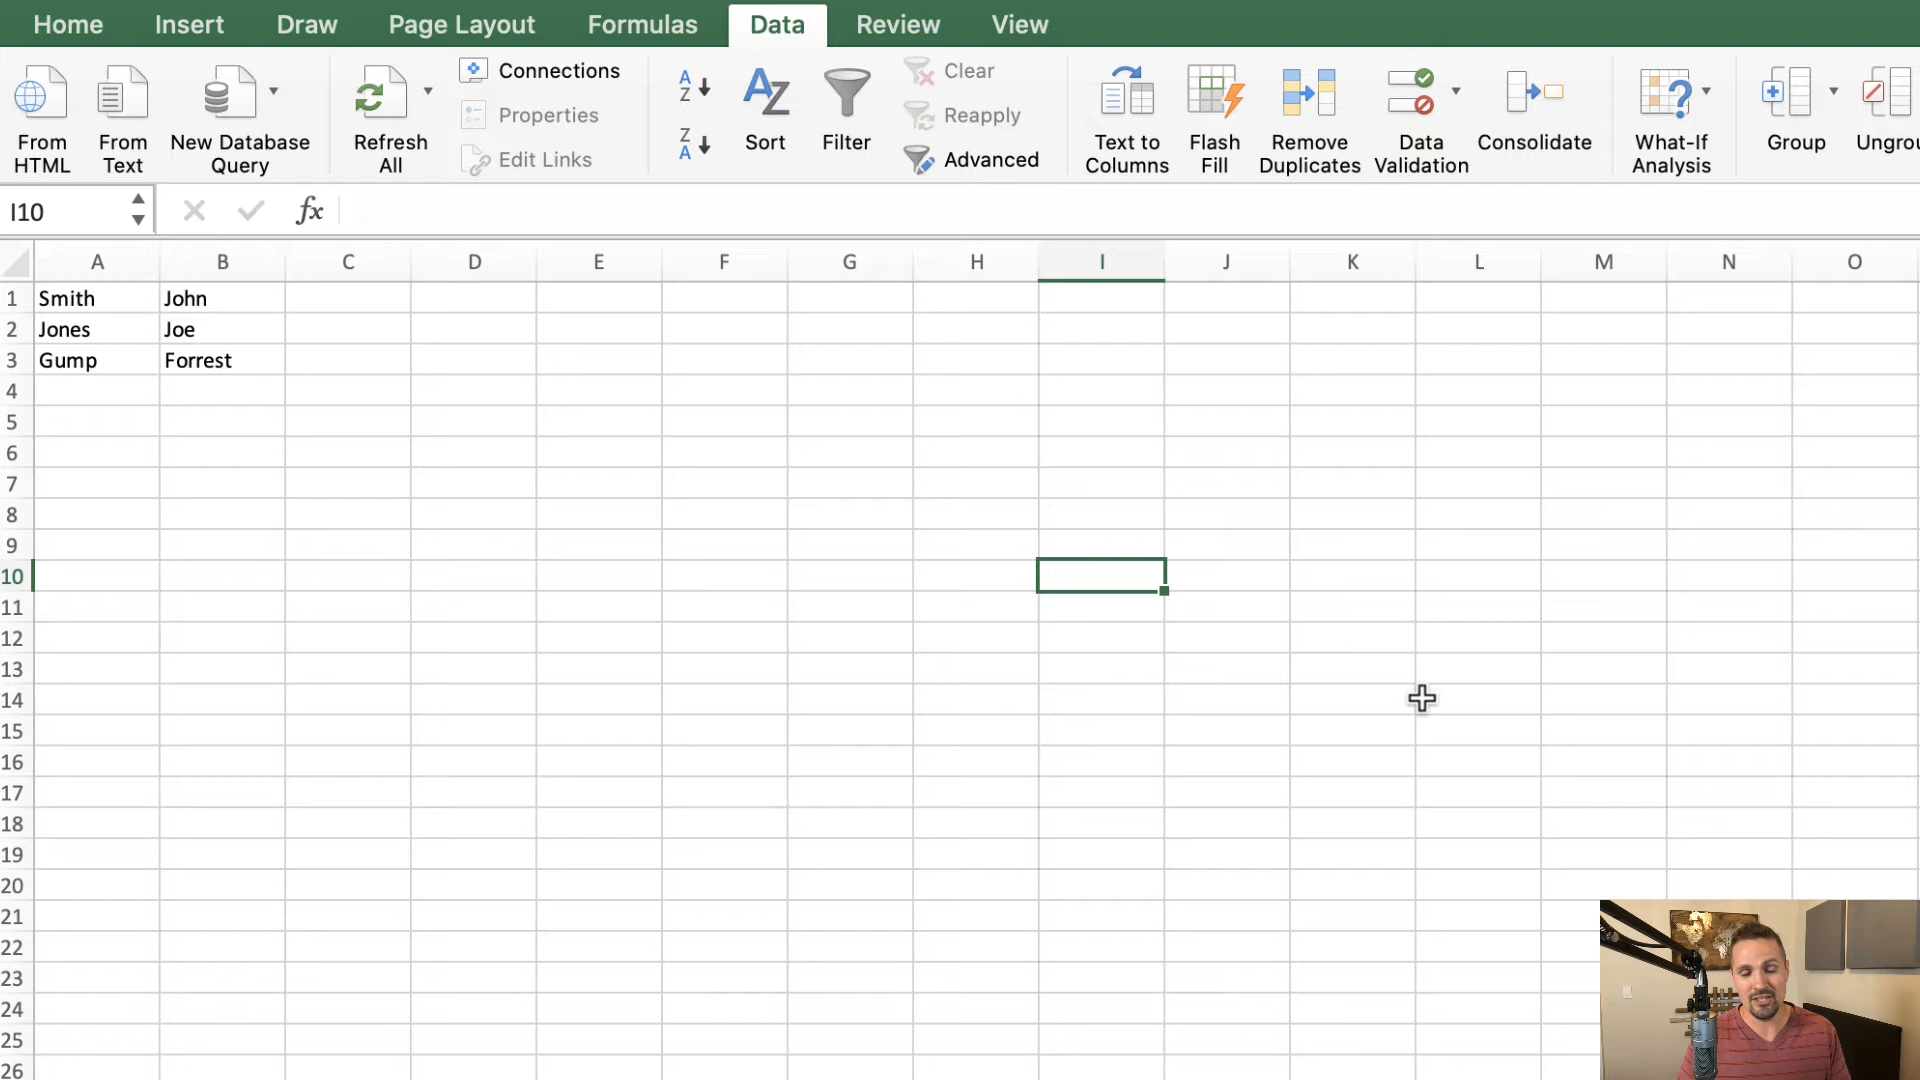 Home Insert Draw Page Layout Formulas Data Review View
From HTML
From Text
New Database Query
Refresh All
Connections
Properties
Edit Links
A Z
Z A
Sort
Filter
Clear
Reapply
Advanced
Text to Columns
Flash Fill
Remove Duplicates
Data Validation
Consolidate
What-If Analysis
Group
Ungrou
I10 fx
A B C D E F G H I J K L M N O
1 Smith John
2 Jones Joe
3 Gump Forrest
4
5
6
7
8
9
10
11
12
13
14
15
16
17
18
19
20
21
22
23
24
25
26